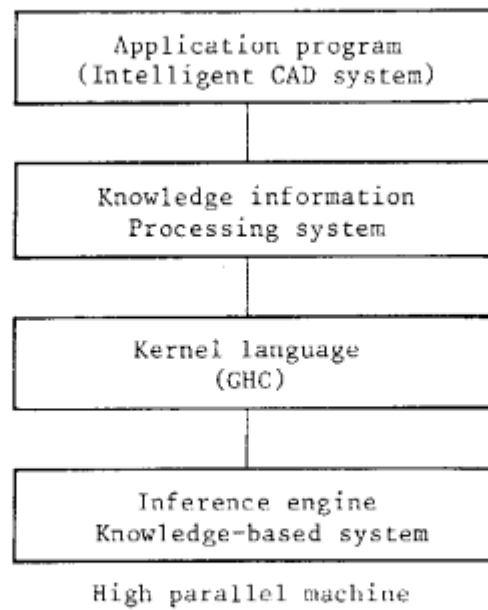 Application program
(Intelligent CAD system)
Knowledge information
Processing system
Kernel language
(GHC)
Inference engine
Knowledge-based system
High parallel machine